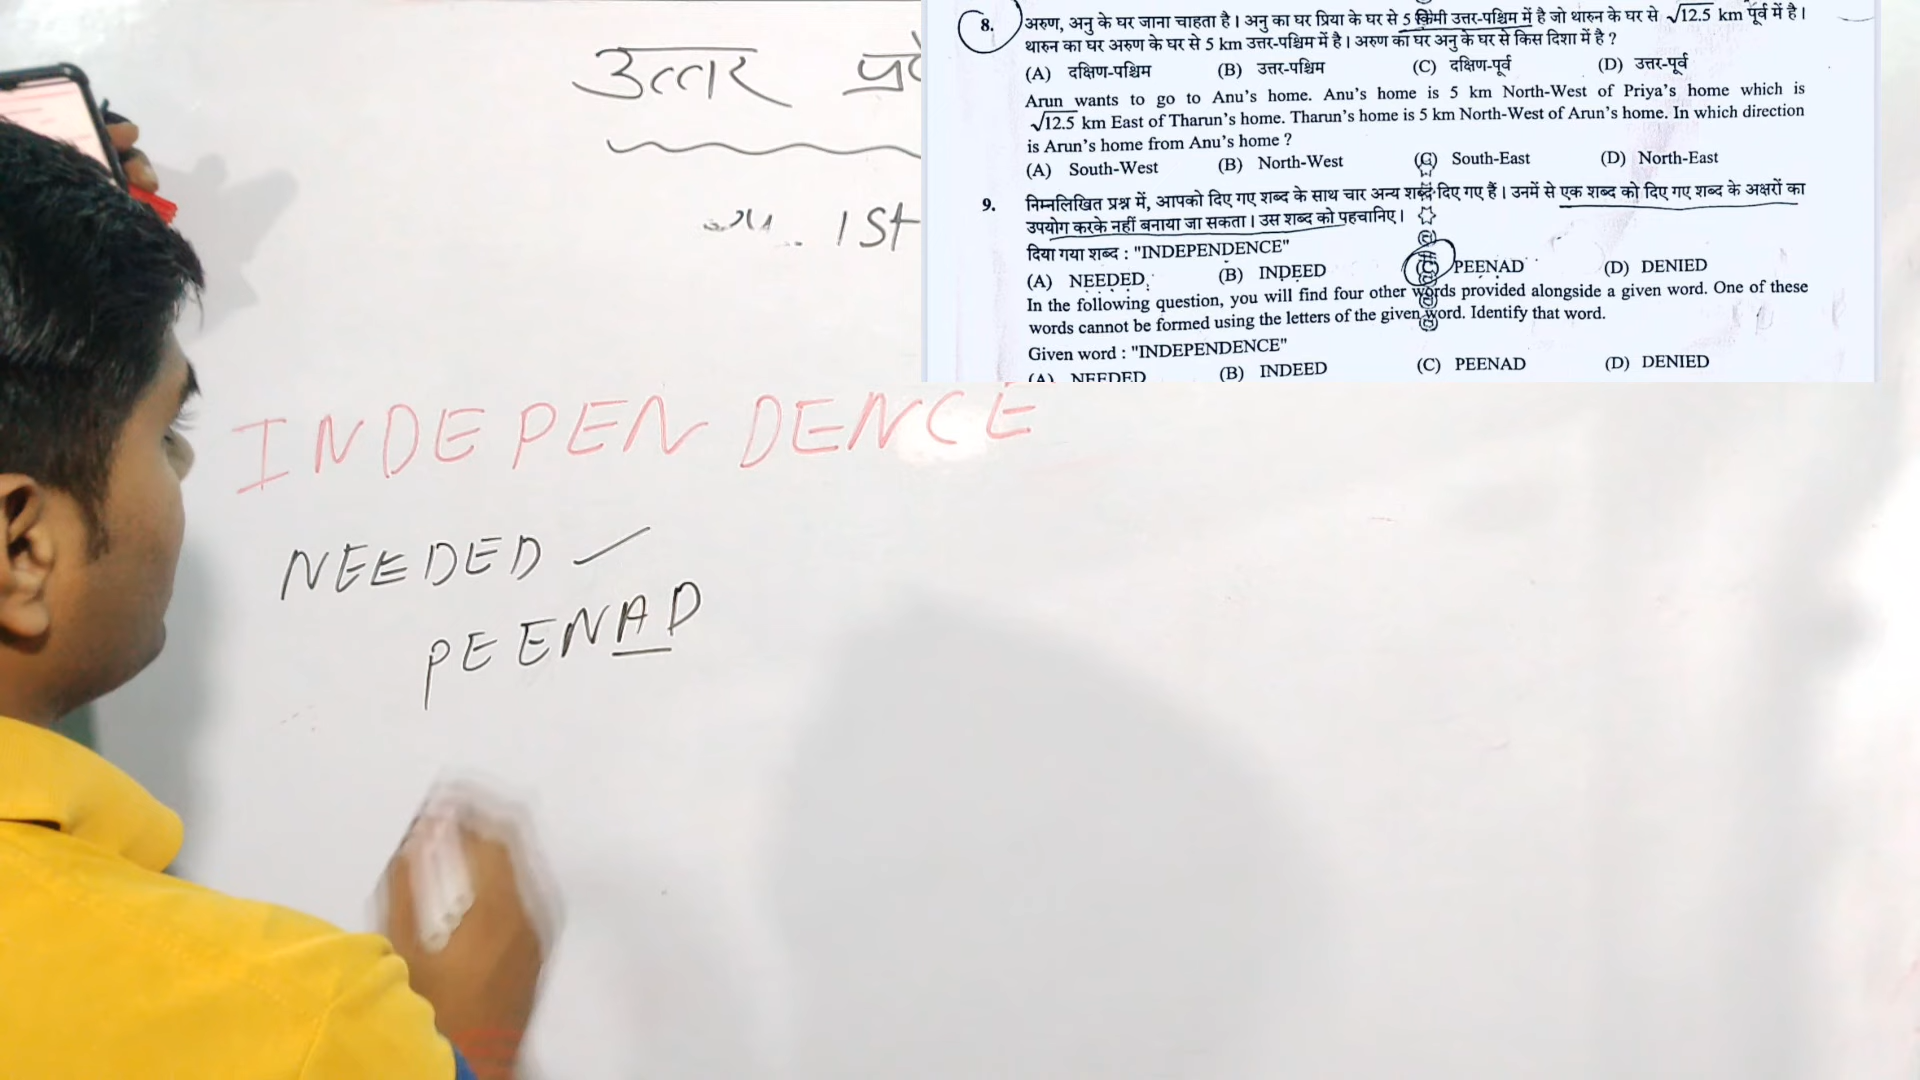 उत्तर प्र
1st
8. अरुण, अनु के घर जाना चाहता है। अनु का घर प्रिया के घर से 5 किमी उत्तर-पश्चिम में है जो थारुन के घर से √12.5 km पूर्व में है।
थारुन का घर अरुण के घर से 5 km उत्तर-पश्चिम में है। अरुण का घर अनु के घर से किस दिशा में है ?
(A) दक्षिण-पश्चिम (B) उत्तर-पश्चिम (C) दक्षिण-पूर्व (D) उत्तर-पूर्व
Arun wants to go to Anu's home. Anu's home is 5 km North-West of Priya's home which is
√12.5 km East of Tharun's home. Tharun's home is 5 km North-West of Arun's home. In which direction
is Arun's home from Anu's home ?
(A) South-West (B) North-West (C) South-East (D) North-East
9. निम्नलिखित प्रश्न में, आपको दिए गए शब्द के साथ चार अन्य शब्द दिए गए हैं। उनमें से एक शब्द को दिए गए शब्द के अक्षरों का
उपयोग करके नहीं बनाया जा सकता। उस शब्द को पहचानिए।
दिया गया शब्द : "INDEPENDENCE"
(A) NEEDED (B) INDEED (C) PEENAD (D) DENIED
In the following question, you will find four other words provided alongside a given word. One of these
words cannot be formed using the letters of the given word. Identify that word.
Given word : "INDEPENDENCE"
(A) NEEDED (B) INDEED (C) PEENAD (D) DENIED
INDEPENDENCE
NEEDED ✓
PEENAD